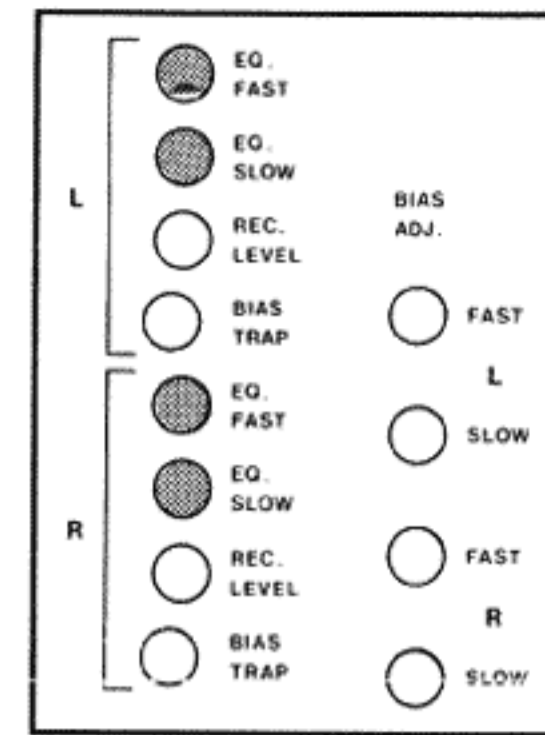 L
EQ.
FAST
EQ.
SLOW
REC.
LEVEL
BIAS
TRAP
R
EQ.
FAST
EQ.
SLOW
REC.
LEVEL
BIAS
TRAP
BIAS
ADJ.
FAST
L
SLOW
FAST
R
SLOW